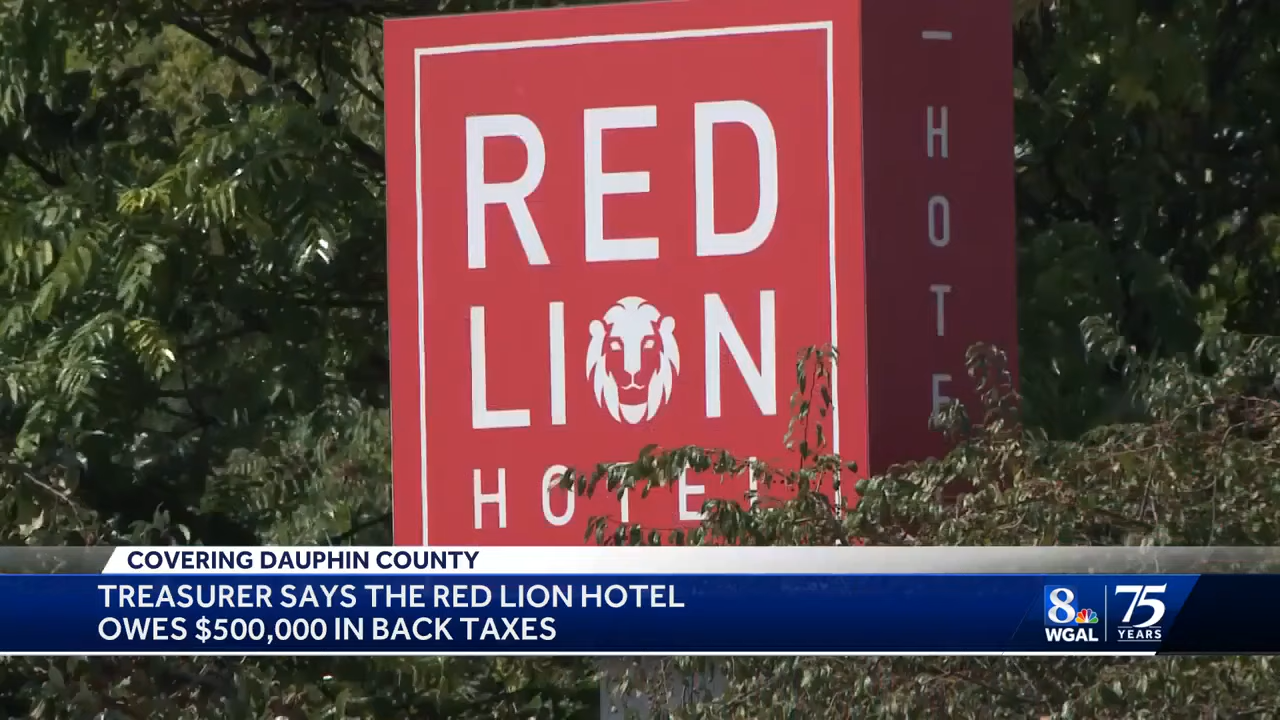 RED
LION
HOTEL
HOTE
COVERING DAUPHIN COUNTY
TREASURER SAYS THE RED LION HOTEL
OWES $500,000 IN BACK TAXES
8
WGAL
75
YEARS